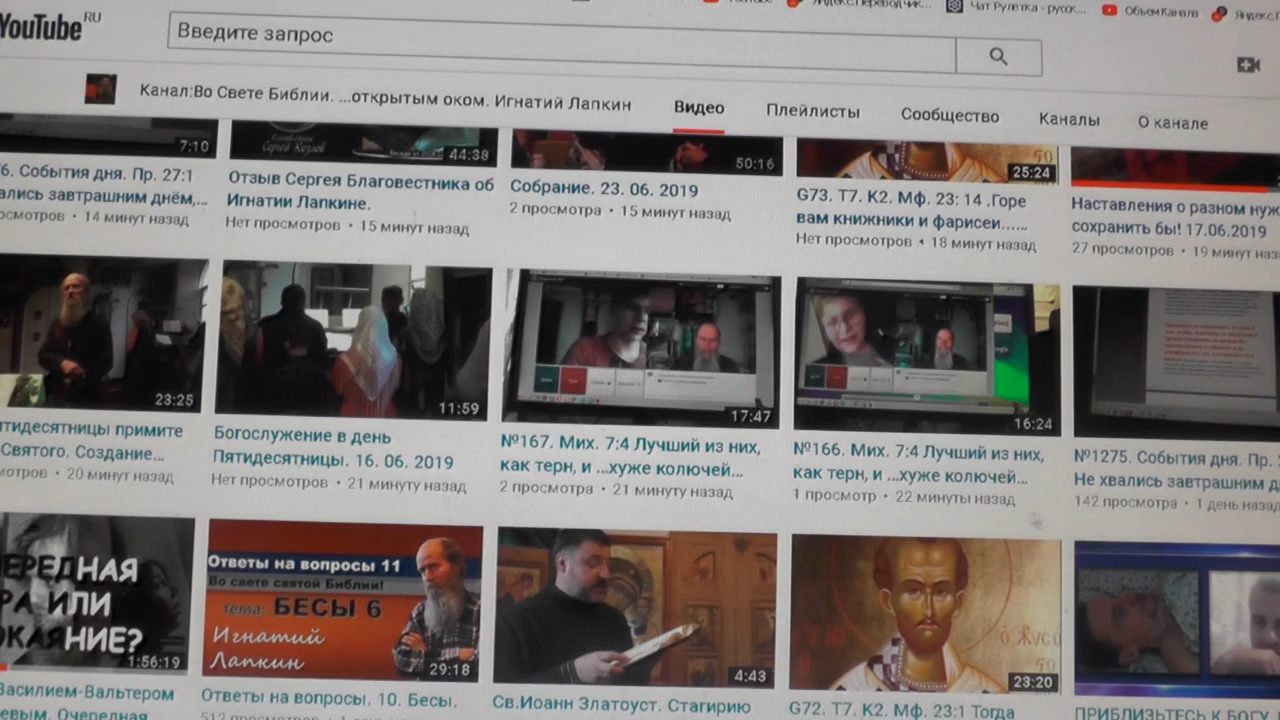 YouTube RU
Введите запрос
Чат Рулетка - русск...
Объем Канала
Канал:Во Свете Библии. ...открытым оком. Игнатий Лапкин
Видео
Плейлисты
Сообщество
Каналы
О канале
7:10
44:38
50:16
25:24
6. События дня. Пр. 27:1
ались завтрашним днём,...
осмотров • 14 минут назад
Отзыв Сергея Благовестника об
Игнатии Лапкине.
Нет просмотров • 15 минут назад
Собрание. 23. 06. 2019
2 просмотра • 15 минут назад
G73. Т7. К2. Мф. 23: 14 .Горе
вам книжники и фарисеи......
Нет просмотров • 18 минут назад
Наставления о разном нуж
сохранить бы! 17.06.2019
27 просмотров • 19 минут наз
23:25
11:59
17:47
16:24
тидесятницы примите
Святого. Создание...
мотров • 20 минут назад
Богослужение в день
Пятидесятницы. 16. 06. 2019
Нет просмотров • 21 минуту назад
№167. Мих. 7:4 Лучший из них,
как терн, и ...хуже колючей...
2 просмотра • 21 минуту назад
№166. Мих. 7:4 Лучший из них,
как терн, и ...хуже колючей...
1 просмотр • 22 минуты назад
№1275. События дня. Пр.
Не хвались завтрашним д
142 просмотра • 1 день назад
ЕРЕДНАЯ
РА ИЛИ
ОКАЯНИЕ?
1:56:19
Ответы на вопросы 11
Во свете святой Библии!
тема: БЕСЫ 6
Игнатий
Лапкин
29:18
4:43
23:20
Василием-Вальтером
евым. Очередная
Ответы на вопросы. 10. Бесы.
Св.Иоанн Златоуст. Стагирию
G72. Т7. К2. Мф. 23:1 Тогда
ПРИБЛИЗЬТЕСЬ К БОГУ